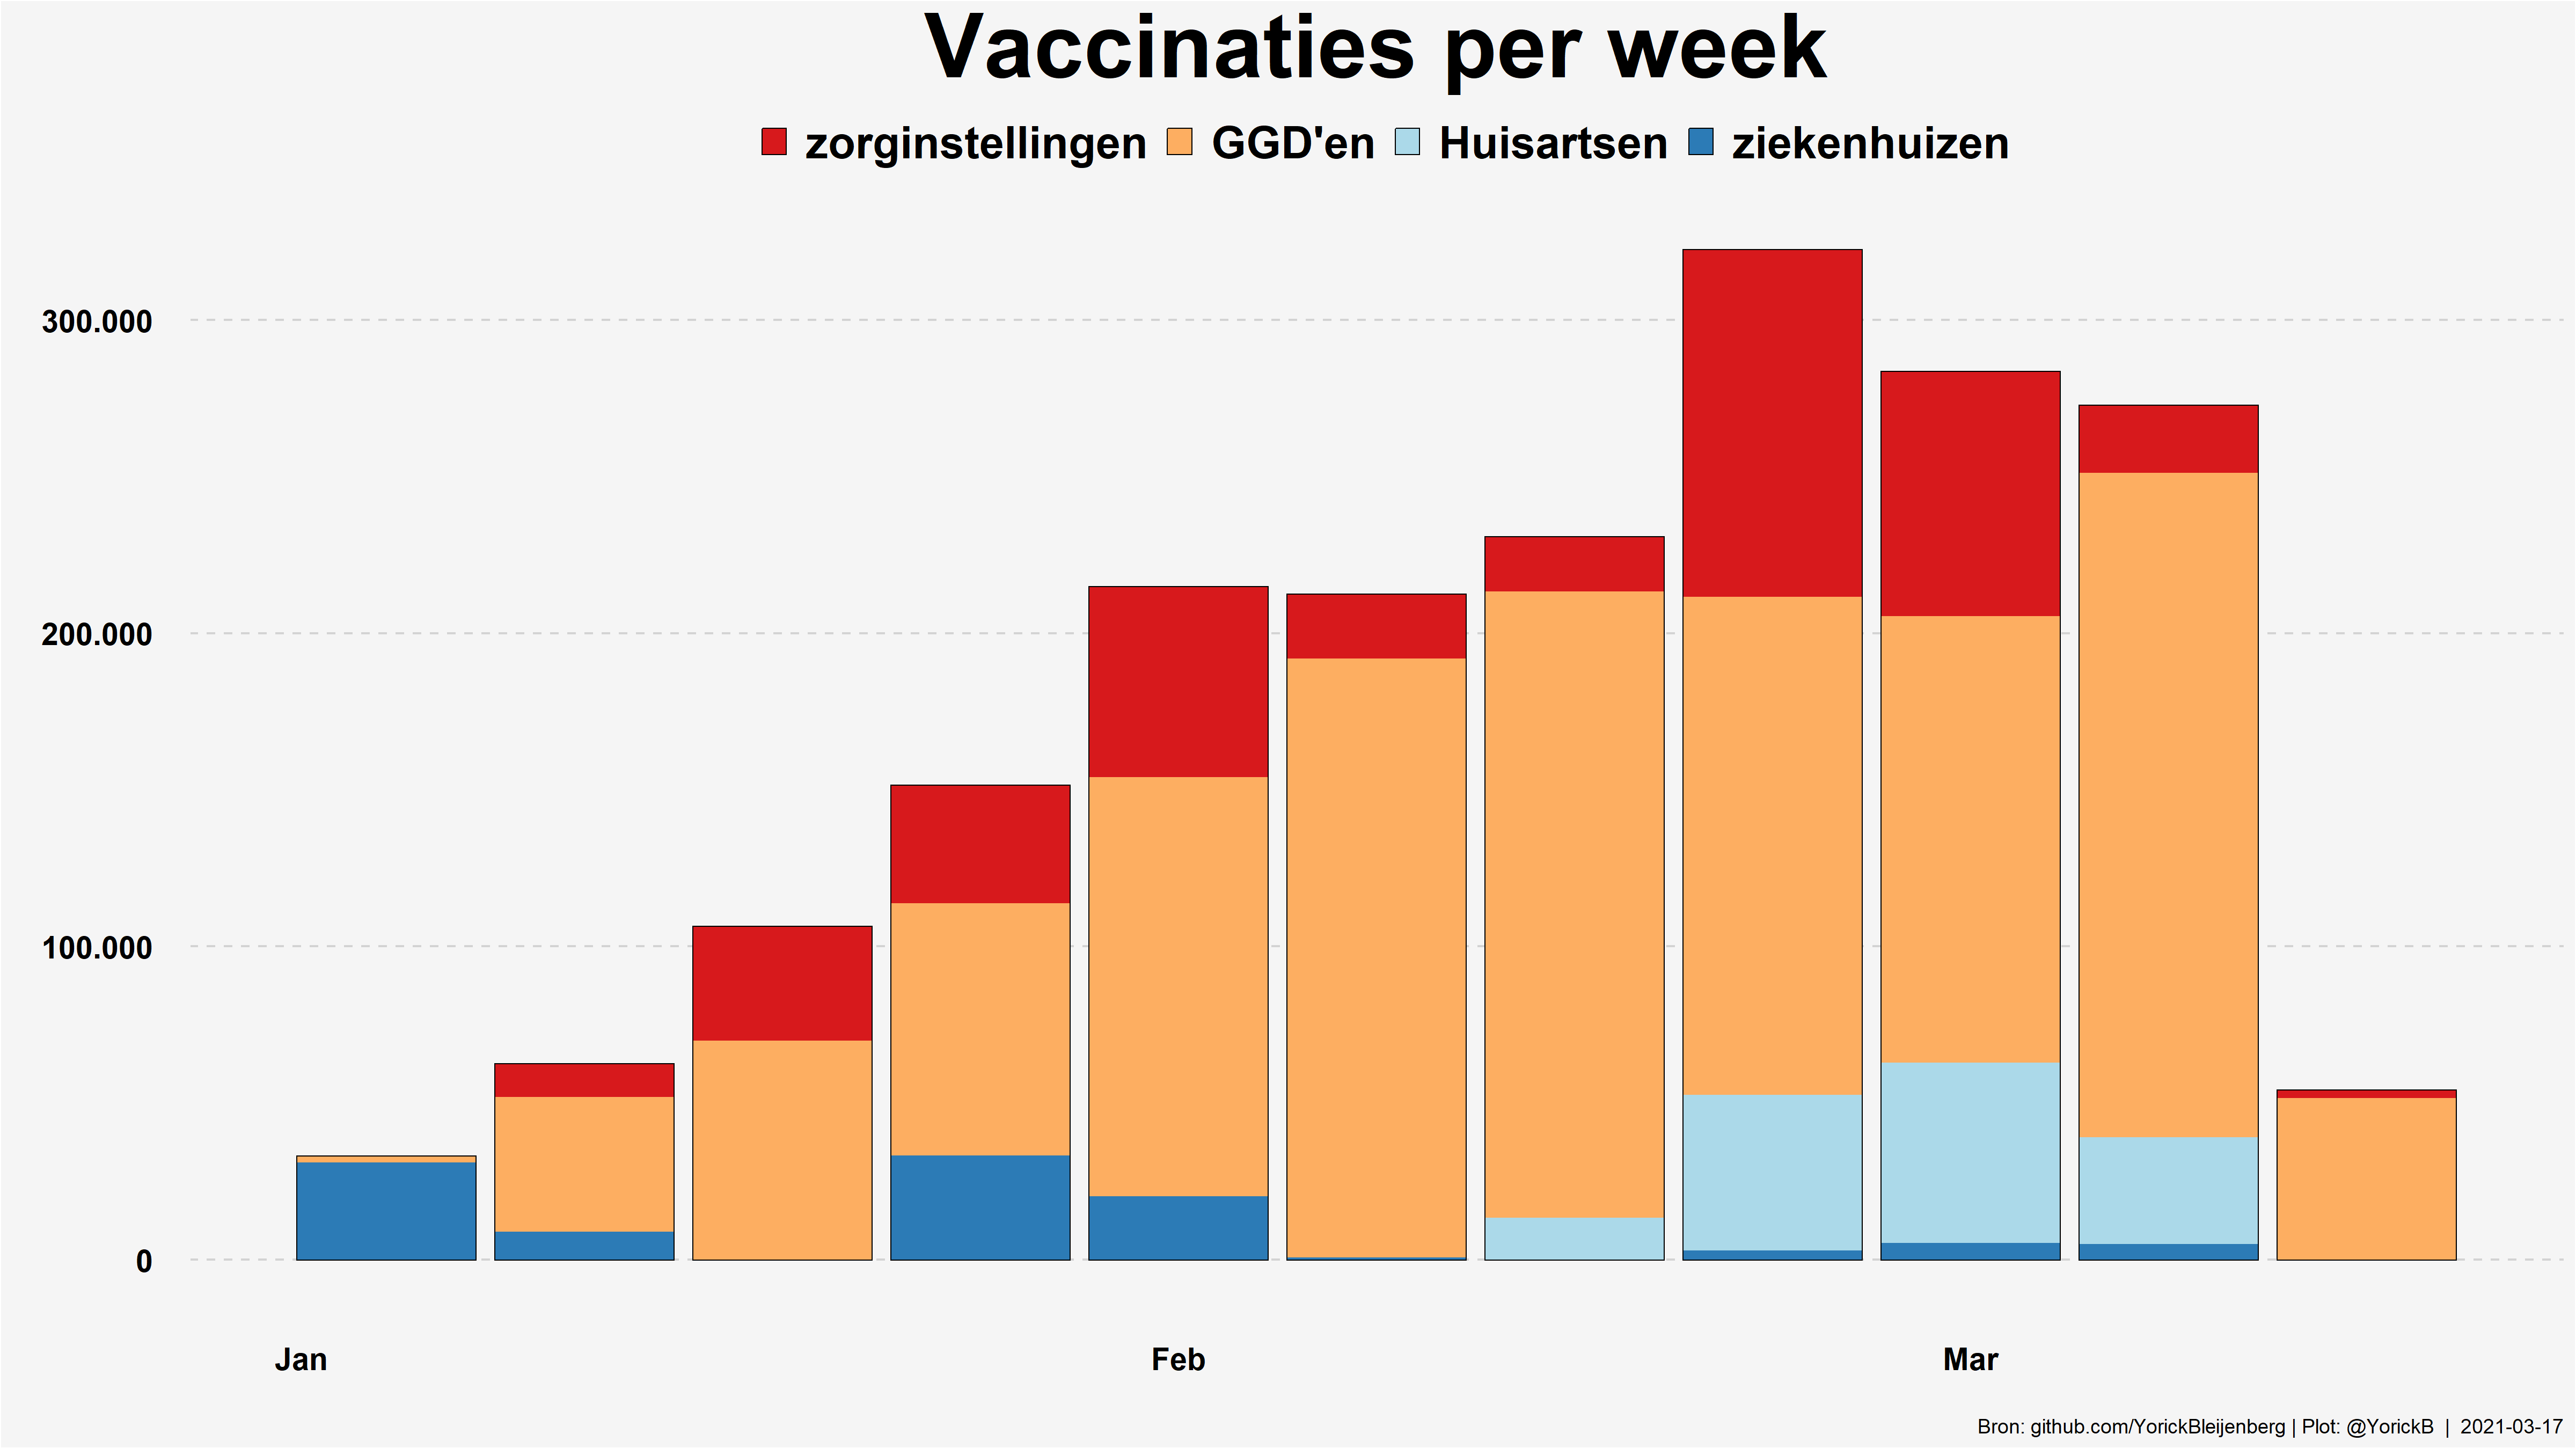 Vaccinaties per week
zorginstellingen GGD'en Huisartsen ziekenhuizen
300.000
200.000
100.000
0
Jan Feb Mar
Bron: github.com/YorickBleijenberg | Plot: @YorickB | 2021-03-17